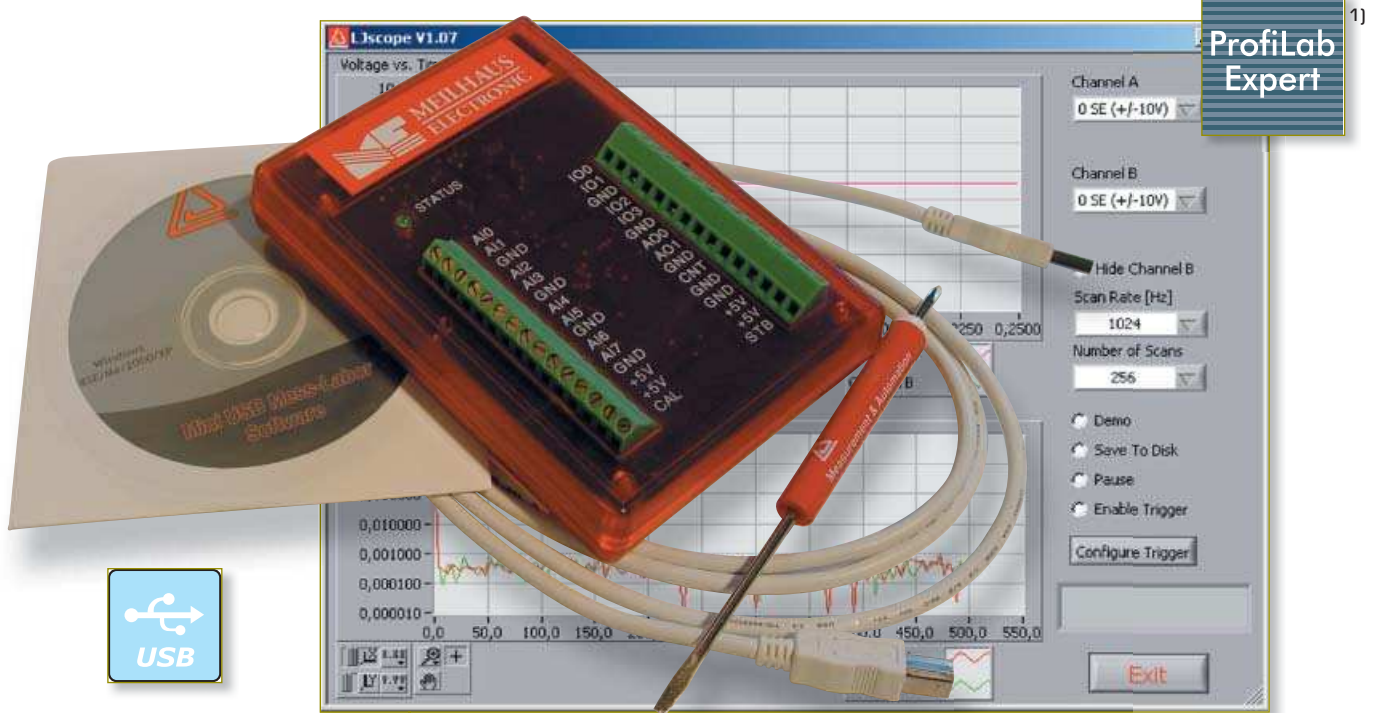 LJscope V1.07
1)
ProfiLab
Expert
Voltage vs.
MEILHAUS
ELECTRONIC
STATUS
AI0
AI1
GND
AI2
AI3
GND
AI4
AI5
GND
AI6
AI7
GND
+5V
+5V
CAL
IO0
IO1
GND
IO2
IO3
GND
AO0
AO1
GND
CNT
GND
GND
+5V
+5V
STB
Channel A
0 SE (+/-10V)
Channel B
0 SE (+/-10V)
Hide Channel B
Scan Rate [Hz]
1024
Number of Scans
256
Demo
Save To Disk
Pause
Enable Trigger
Configure Trigger
Exit
0,2500
B
Windows
Mini USB Mess-Labor
Software
Measurement & Automation
0,010000
0,001000
0,000100
0,000010
0,0 50,0 100,0 150,0 450,0 500,0 550,0
USB